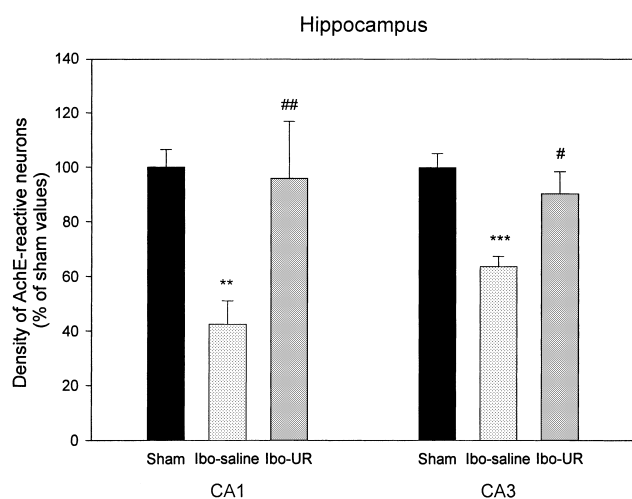 Hippocampus
Density of AchE-reactive neurons
(% of sham values)
140
120
100
80
60
40
20
0
**
##
***
#
Sham Ibo-saline Ibo-UR Sham Ibo-saline Ibo-UR
CA1 CA3